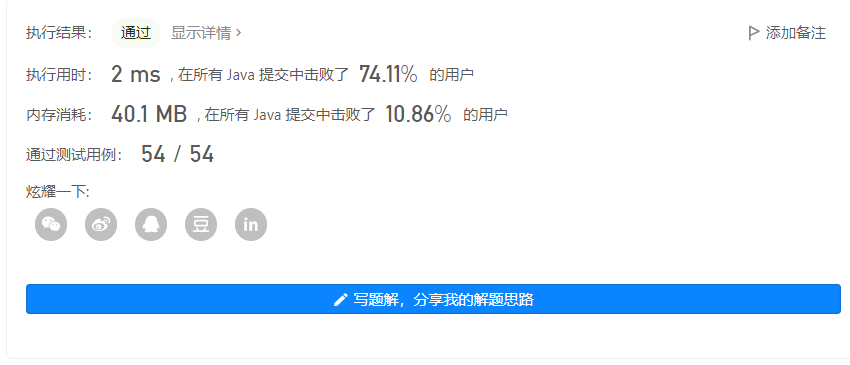 执行结果： 通过 显示详情 › 添加备注
执行用时： 2 ms , 在所有 Java 提交中击败了 74.11% 的用户
内存消耗： 40.1 MB , 在所有 Java 提交中击败了 10.86% 的用户
通过测试用例： 54 / 54
炫耀一下:
豆 in
写题解，分享我的解题思路